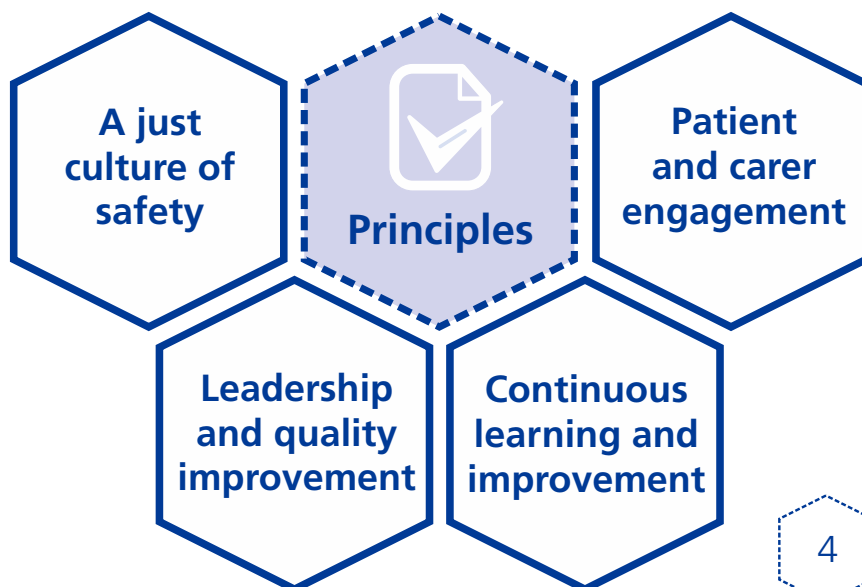 A just
culture of
safety
Principles
Patient
and carer
engagement
Leadership
and quality
improvement
Continuous
learning and
improvement
4